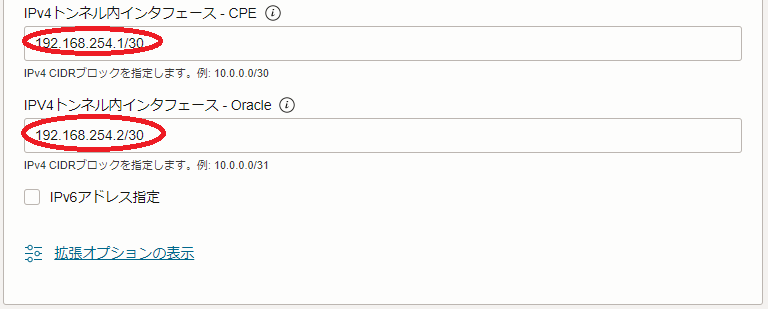 IPv4トンネル内インタフェース - CPE
192.168.254.1/30
IPv4 CIDRブロックを指定します。例: 10.0.0.0/30
IPV4トンネル内インタフェース - Oracle
192.168.254.2/30
IPv4 CIDRブロックを指定します。例: 10.0.0.0/31
IPv6アドレス指定
拡張オプションの表示